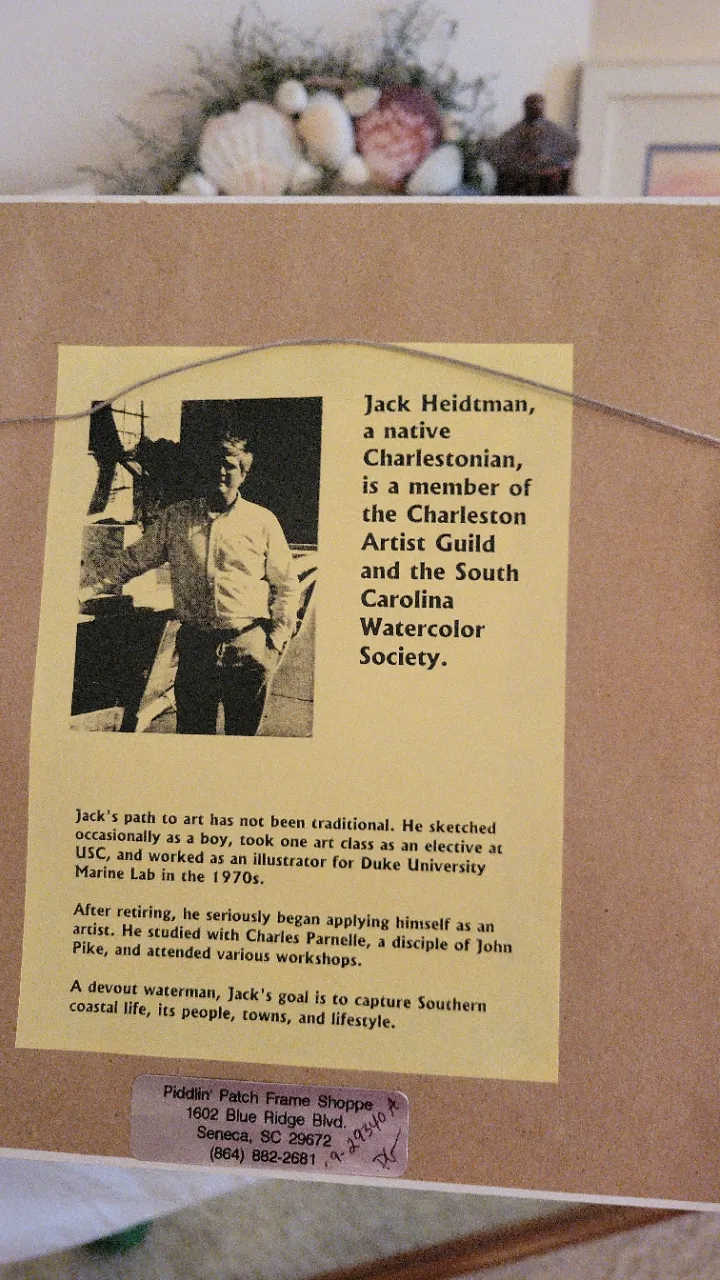 Jack Heidtman,
a native
Charlestonian,
is a member of
the Charleston
Artist Guild
and the South
Carolina
Watercolor
Society.
Jack's path to art has not been traditional. He sketched
occasionally as a boy, took one art class as an elective at
USC, and worked as an illustrator for Duke University
Marine Lab in the 1970s.
After retiring, he seriously began applying himself as an
artist. He studied with Charles Parnelle, a disciple of John
Pike, and attended various workshops.
A devout waterman, Jack's goal is to capture Southern
coastal life, its people, towns, and lifestyle.
Piddlin' Patch Frame Shoppe
1602 Blue Ridge Blvd.
Seneca, SC 29672
(864) 882-2681
9-29340 A